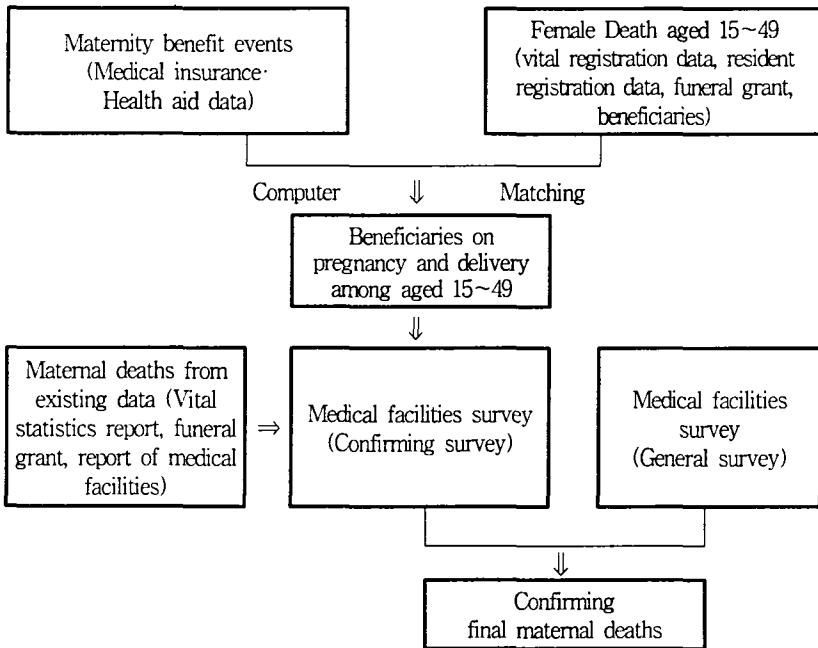 Maternity benefit events
(Medical insurance·
Health aid data)
Female Death aged 15~49
(vital registration data, resident
registration data, funeral grant,
beneficiaries)
Computer ⇓ Matching
Beneficiaries on
pregnancy and delivery
among aged 15~49
⇓
Maternal deaths from
existing data (Vital
statistics report, funeral
grant, report of medical
facilities)
⇒
Medical facilities survey
(Confirming survey)
Medical facilities
survey
(General survey)
⇓
Confirming
final maternal deaths